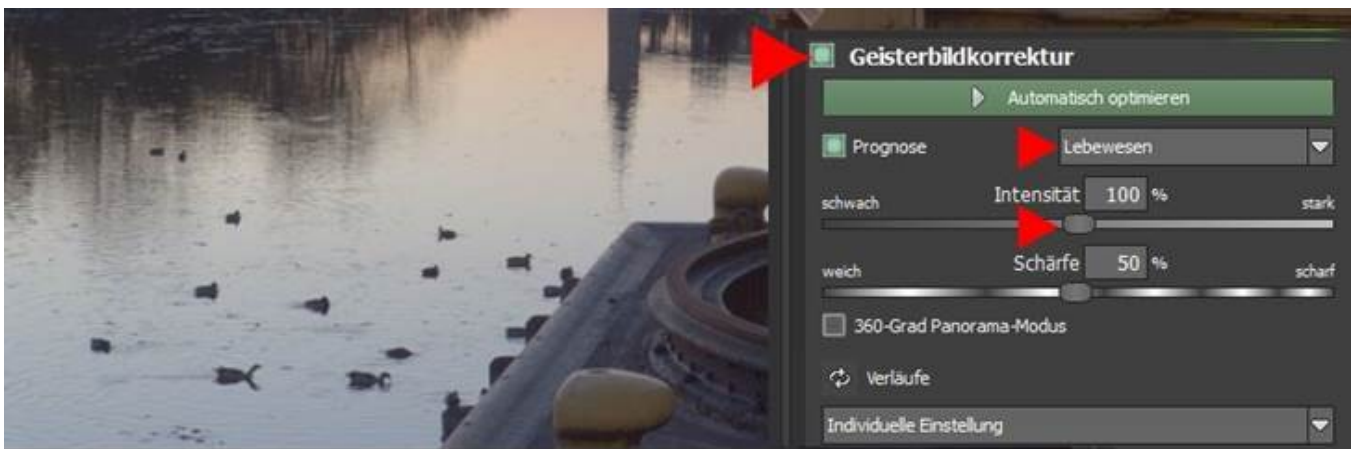 Geisterbildkorrektur
Automatisch optimieren
Prognose Lebewesen
schwach Intensität 100 % stark
weich Schärfe 50 % scharf
360-Grad Panorama-Modus
Verläufe
Individuelle Einstellung